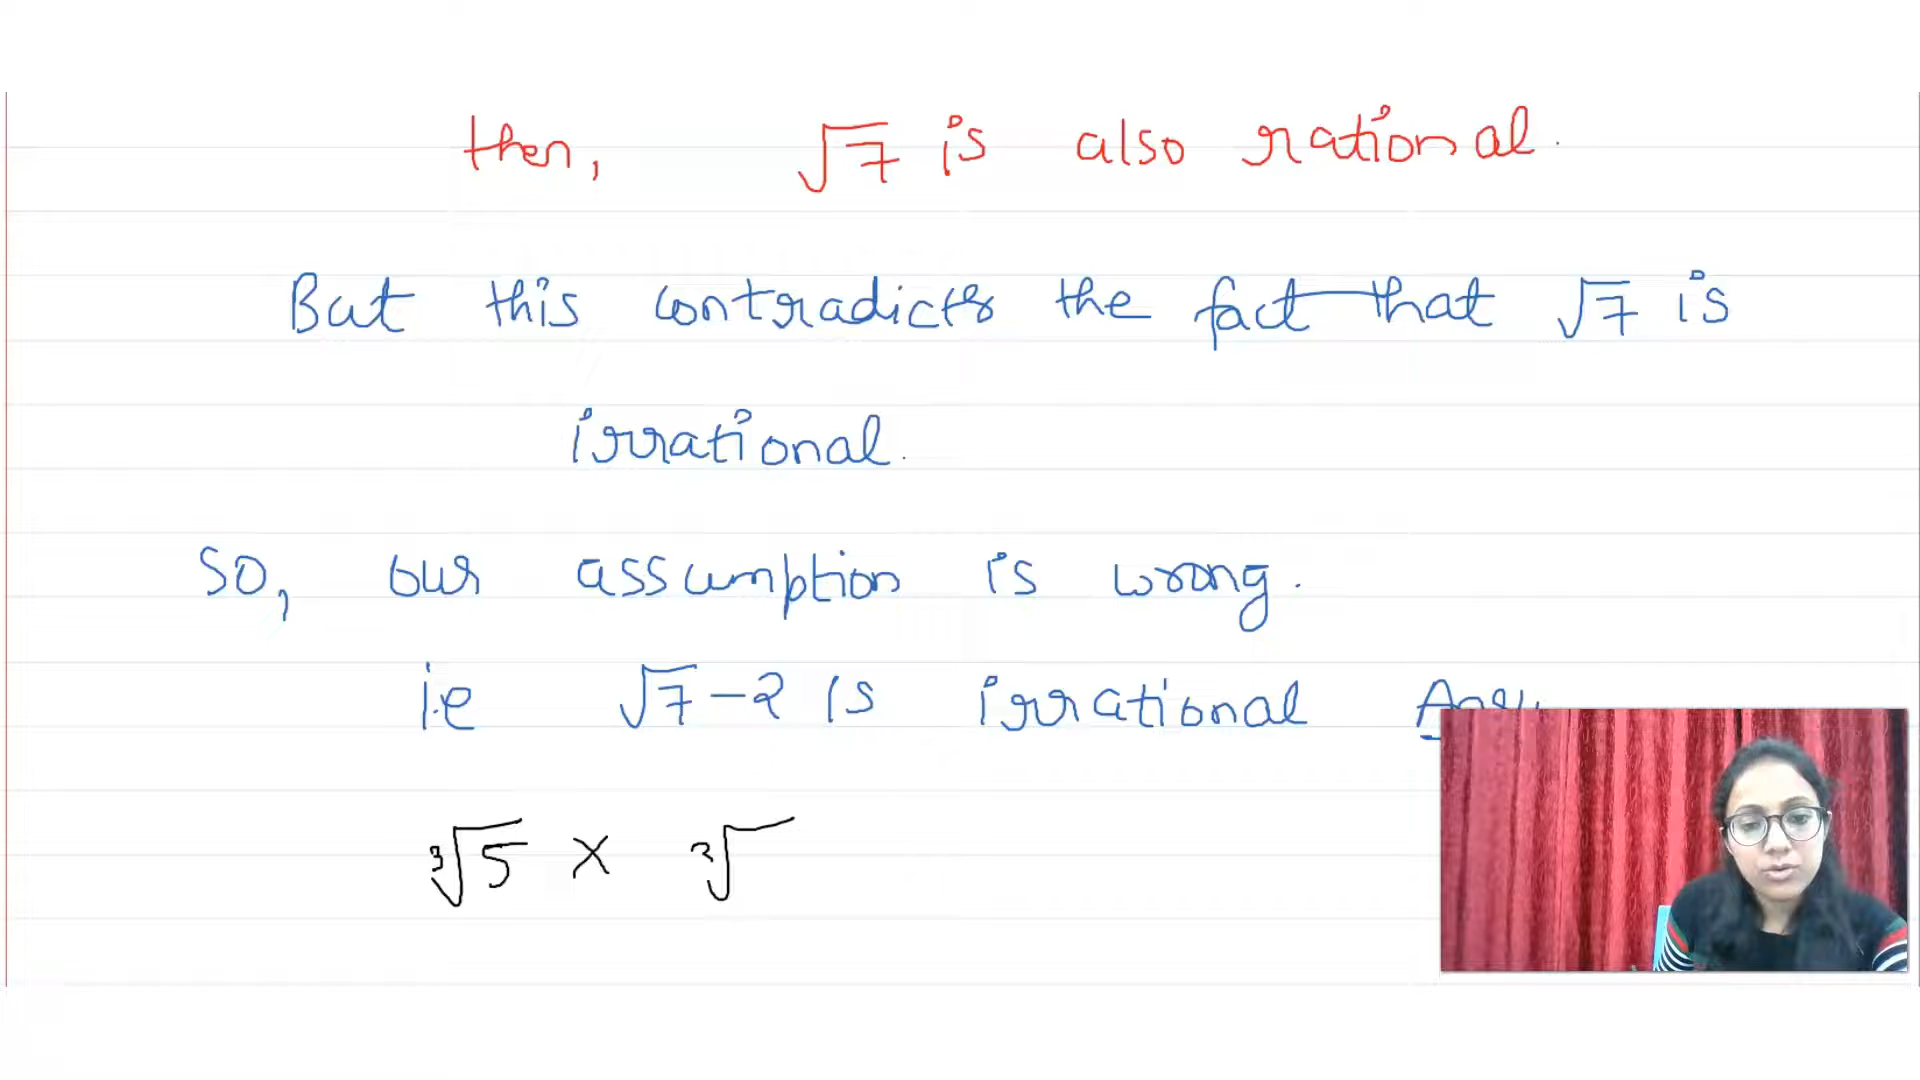 then, √7 is also rational.
But this contradicts the fact that √7 is
irrational.
So, our assumption is wrong.
i.e √7 - 2 is irrational
∛5 × ∛